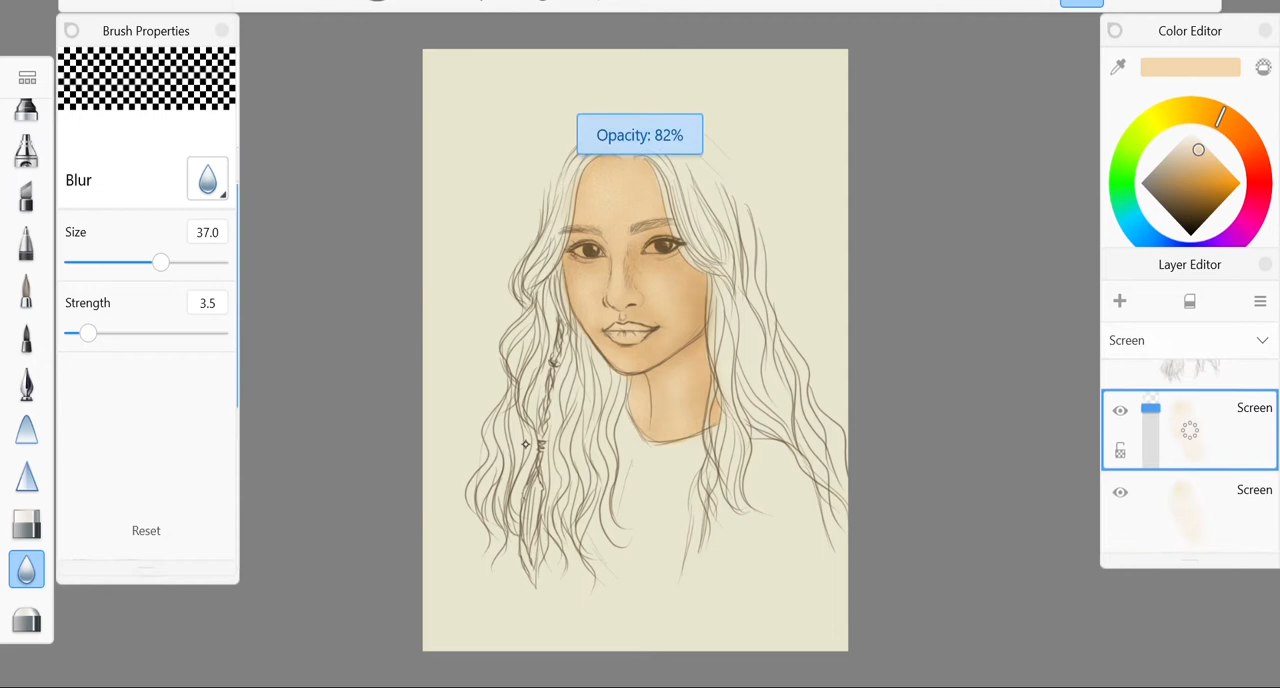 Brush Properties
Blur
Size
37.0
Strength
3.5
Reset
Opacity: 82%
Color Editor
Layer Editor
Screen
Screen
Screen